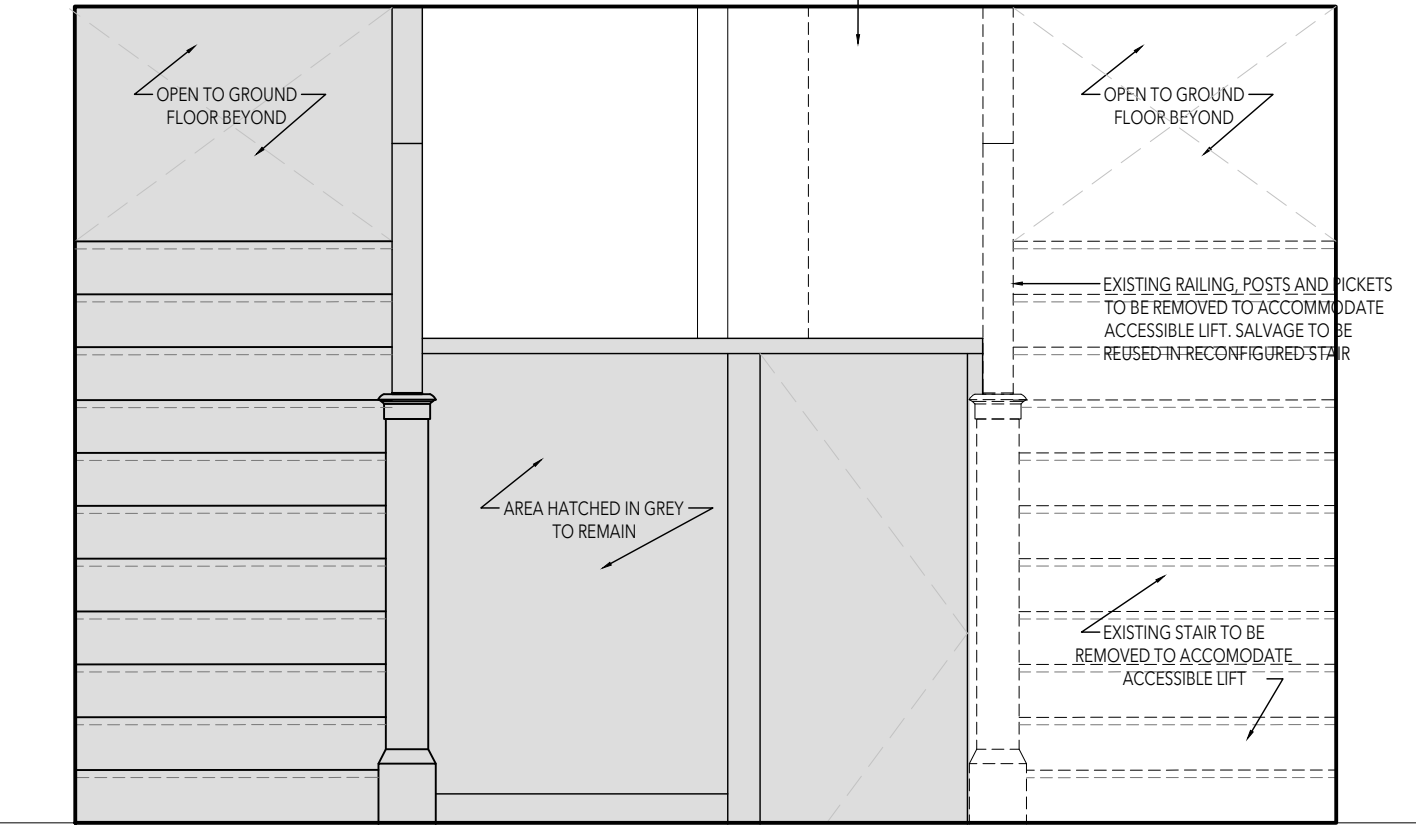 OPEN TO GROUND
FLOOR BEYOND
OPEN TO GROUND
FLOOR BEYOND
EXISTING RAILING, POSTS AND PICKETS
TO BE REMOVED TO ACCOMMODATE
ACCESSIBLE LIFT. SALVAGE TO BE
REUSED IN RECONFIGURED STAIR
AREA HATCHED IN GREY
TO REMAIN
EXISTING STAIR TO BE
REMOVED TO ACCOMODATE
ACCESSIBLE LIFT